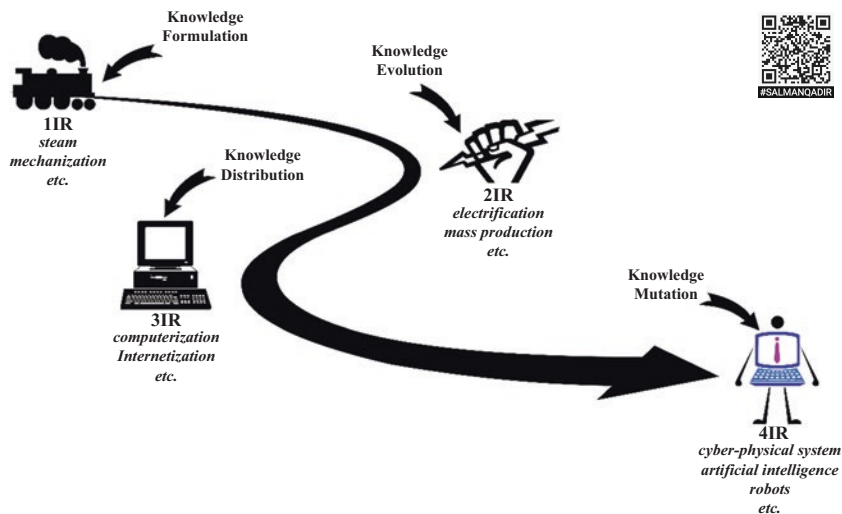 Knowledge
Formulation
1IR
steam
mechanization
etc.
Knowledge
Evolution
2IR
electrification
mass production
etc.
Knowledge
Distribution
3IR
computerization
Internetization
etc.
Knowledge
Mutation
4IR
cyber-physical system
artificial intelligence
robots
etc.
#SALMANQADIR